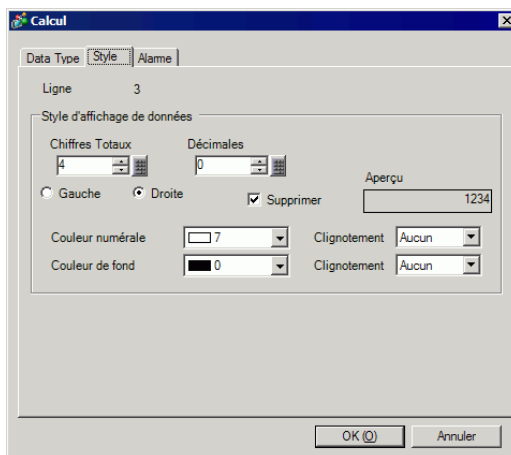 Calcul
Data Type Style Alarme
Ligne 3
Style d'affichage de données
Chiffres Totaux Décimales
4 0
Aperçu
Gauche Droite Supprimer 1234
Couleur numérale 7 Clignotement Aucun
Couleur de fond 0 Clignotement Aucun
OK (O) Annuler